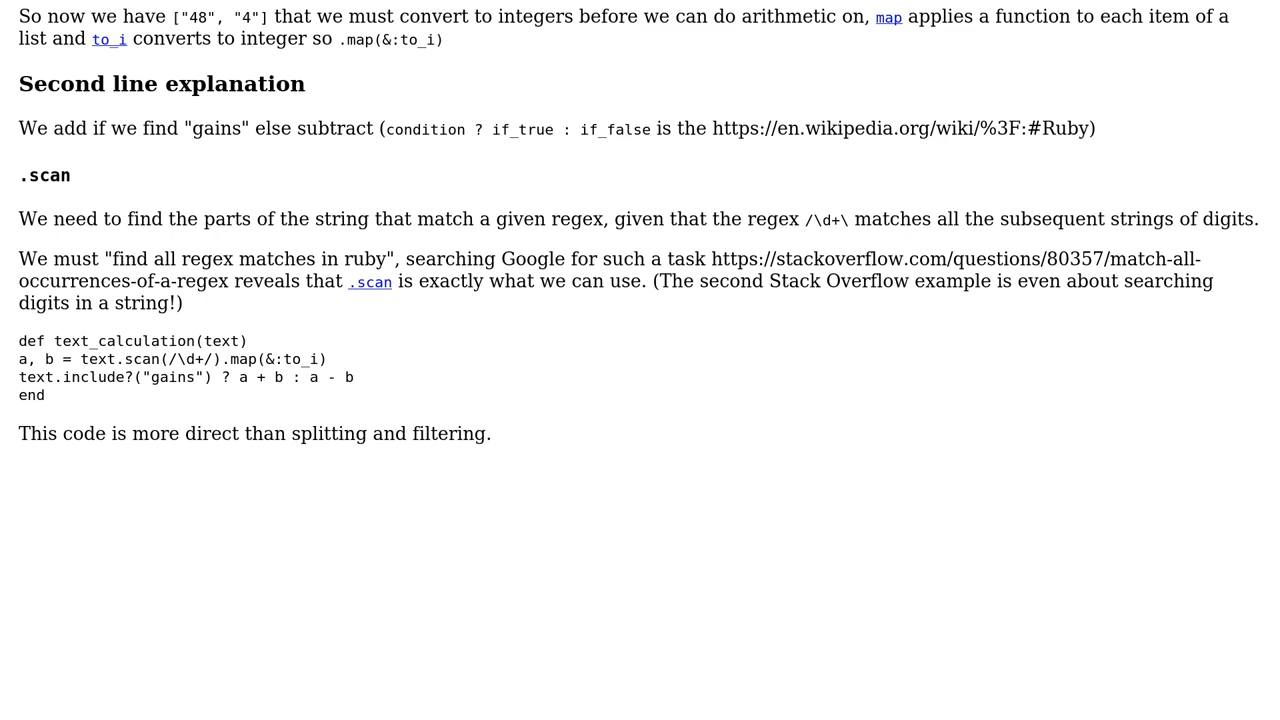 So now we have ["48", "4"] that we must convert to integers before we can do arithmetic on, map applies a function to each item of a
list and to_i converts to integer so .map(&:to_i)
Second line explanation
We add if we find "gains" else subtract (condition ? if_true : if_false is the https://en.wikipedia.org/wiki/%3F:#Ruby)
.scan
We need to find the parts of the string that match a given regex, given that the regex /\d+\ matches all the subsequent strings of digits.
We must "find all regex matches in ruby", searching Google for such a task https://stackoverflow.com/questions/80357/match-all-
occurrences-of-a-regex reveals that .scan is exactly what we can use. (The second Stack Overflow example is even about searching
digits in a string!)
def text_calculation(text)
a, b = text.scan(/\d+/).map(&:to_i)
text.include?("gains") ? a + b : a - b
end
This code is more direct than splitting and filtering.